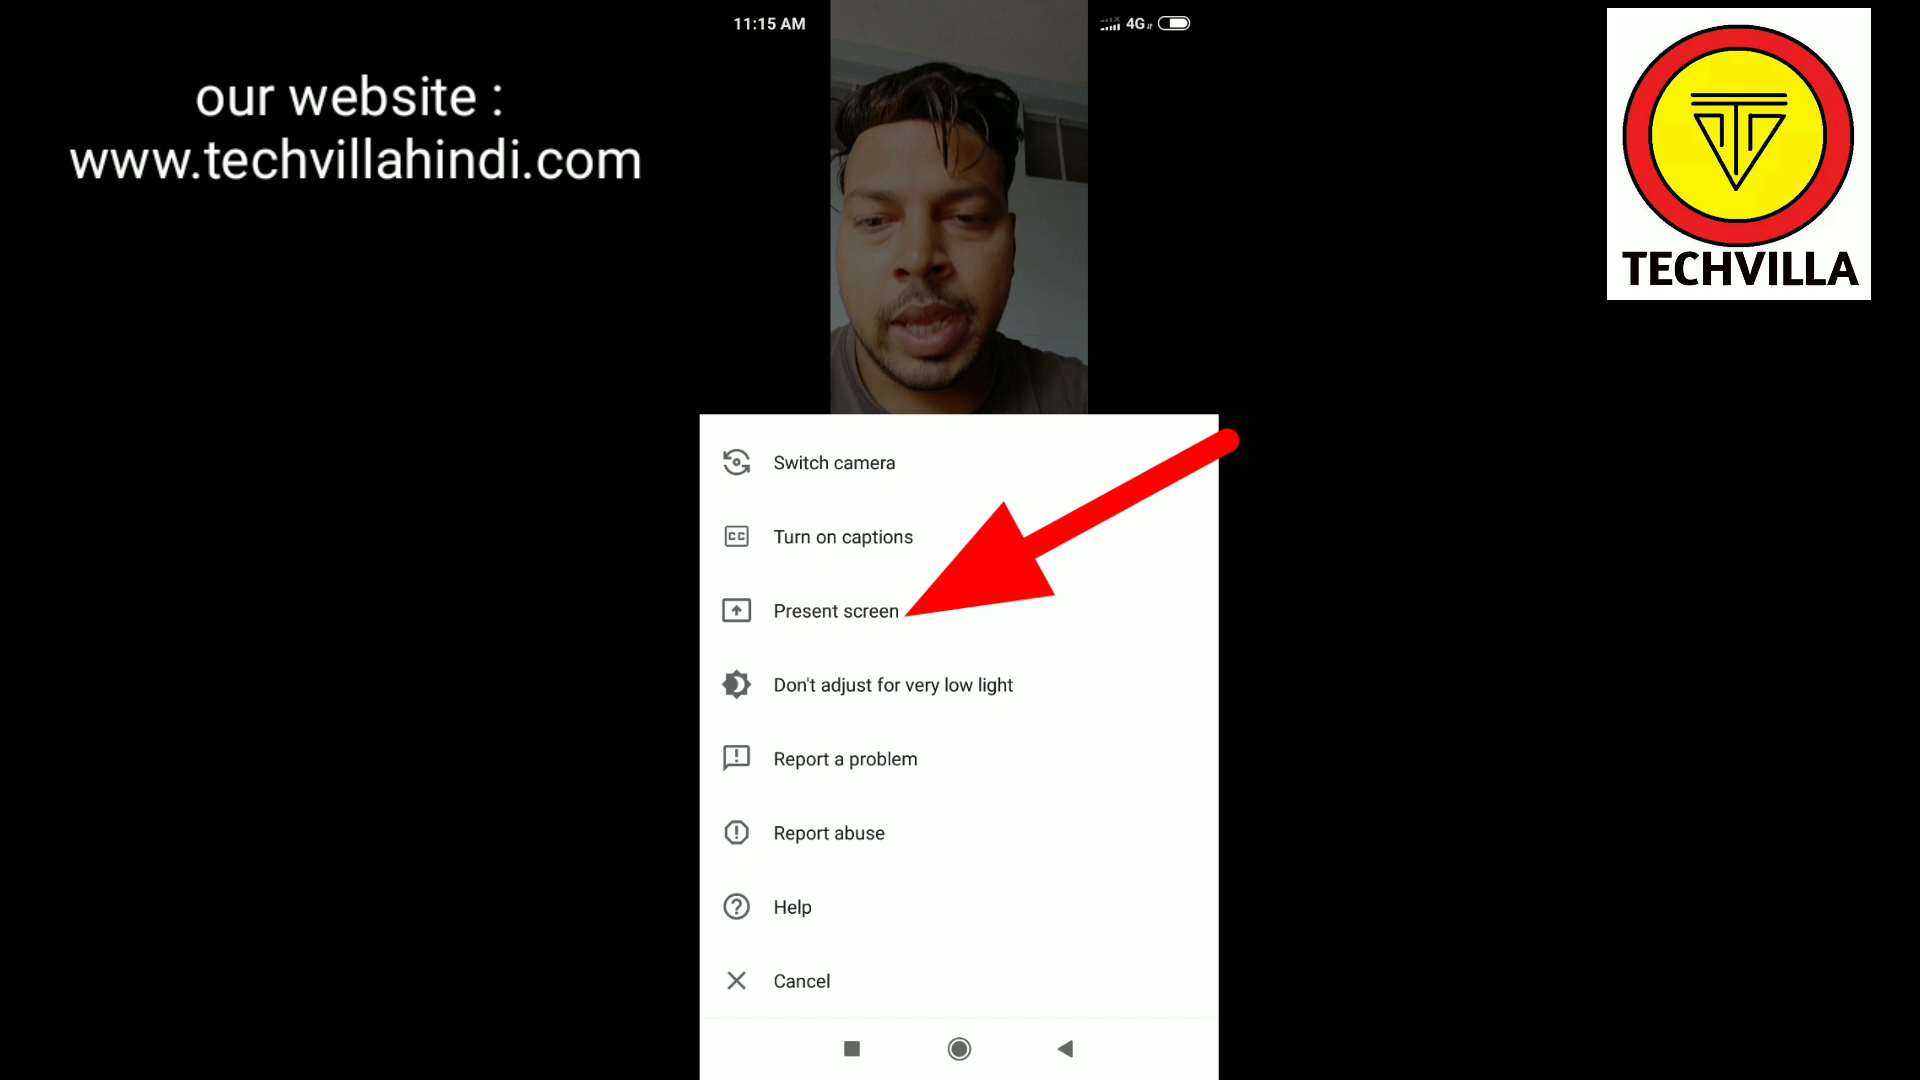 11:15 AM
4G
our website :
www.techvillahindi.com
TECHVILLA
Switch camera
CC
Turn on captions
Present screen
Don't adjust for very low light
Report a problem
Report abuse
Help
Cancel